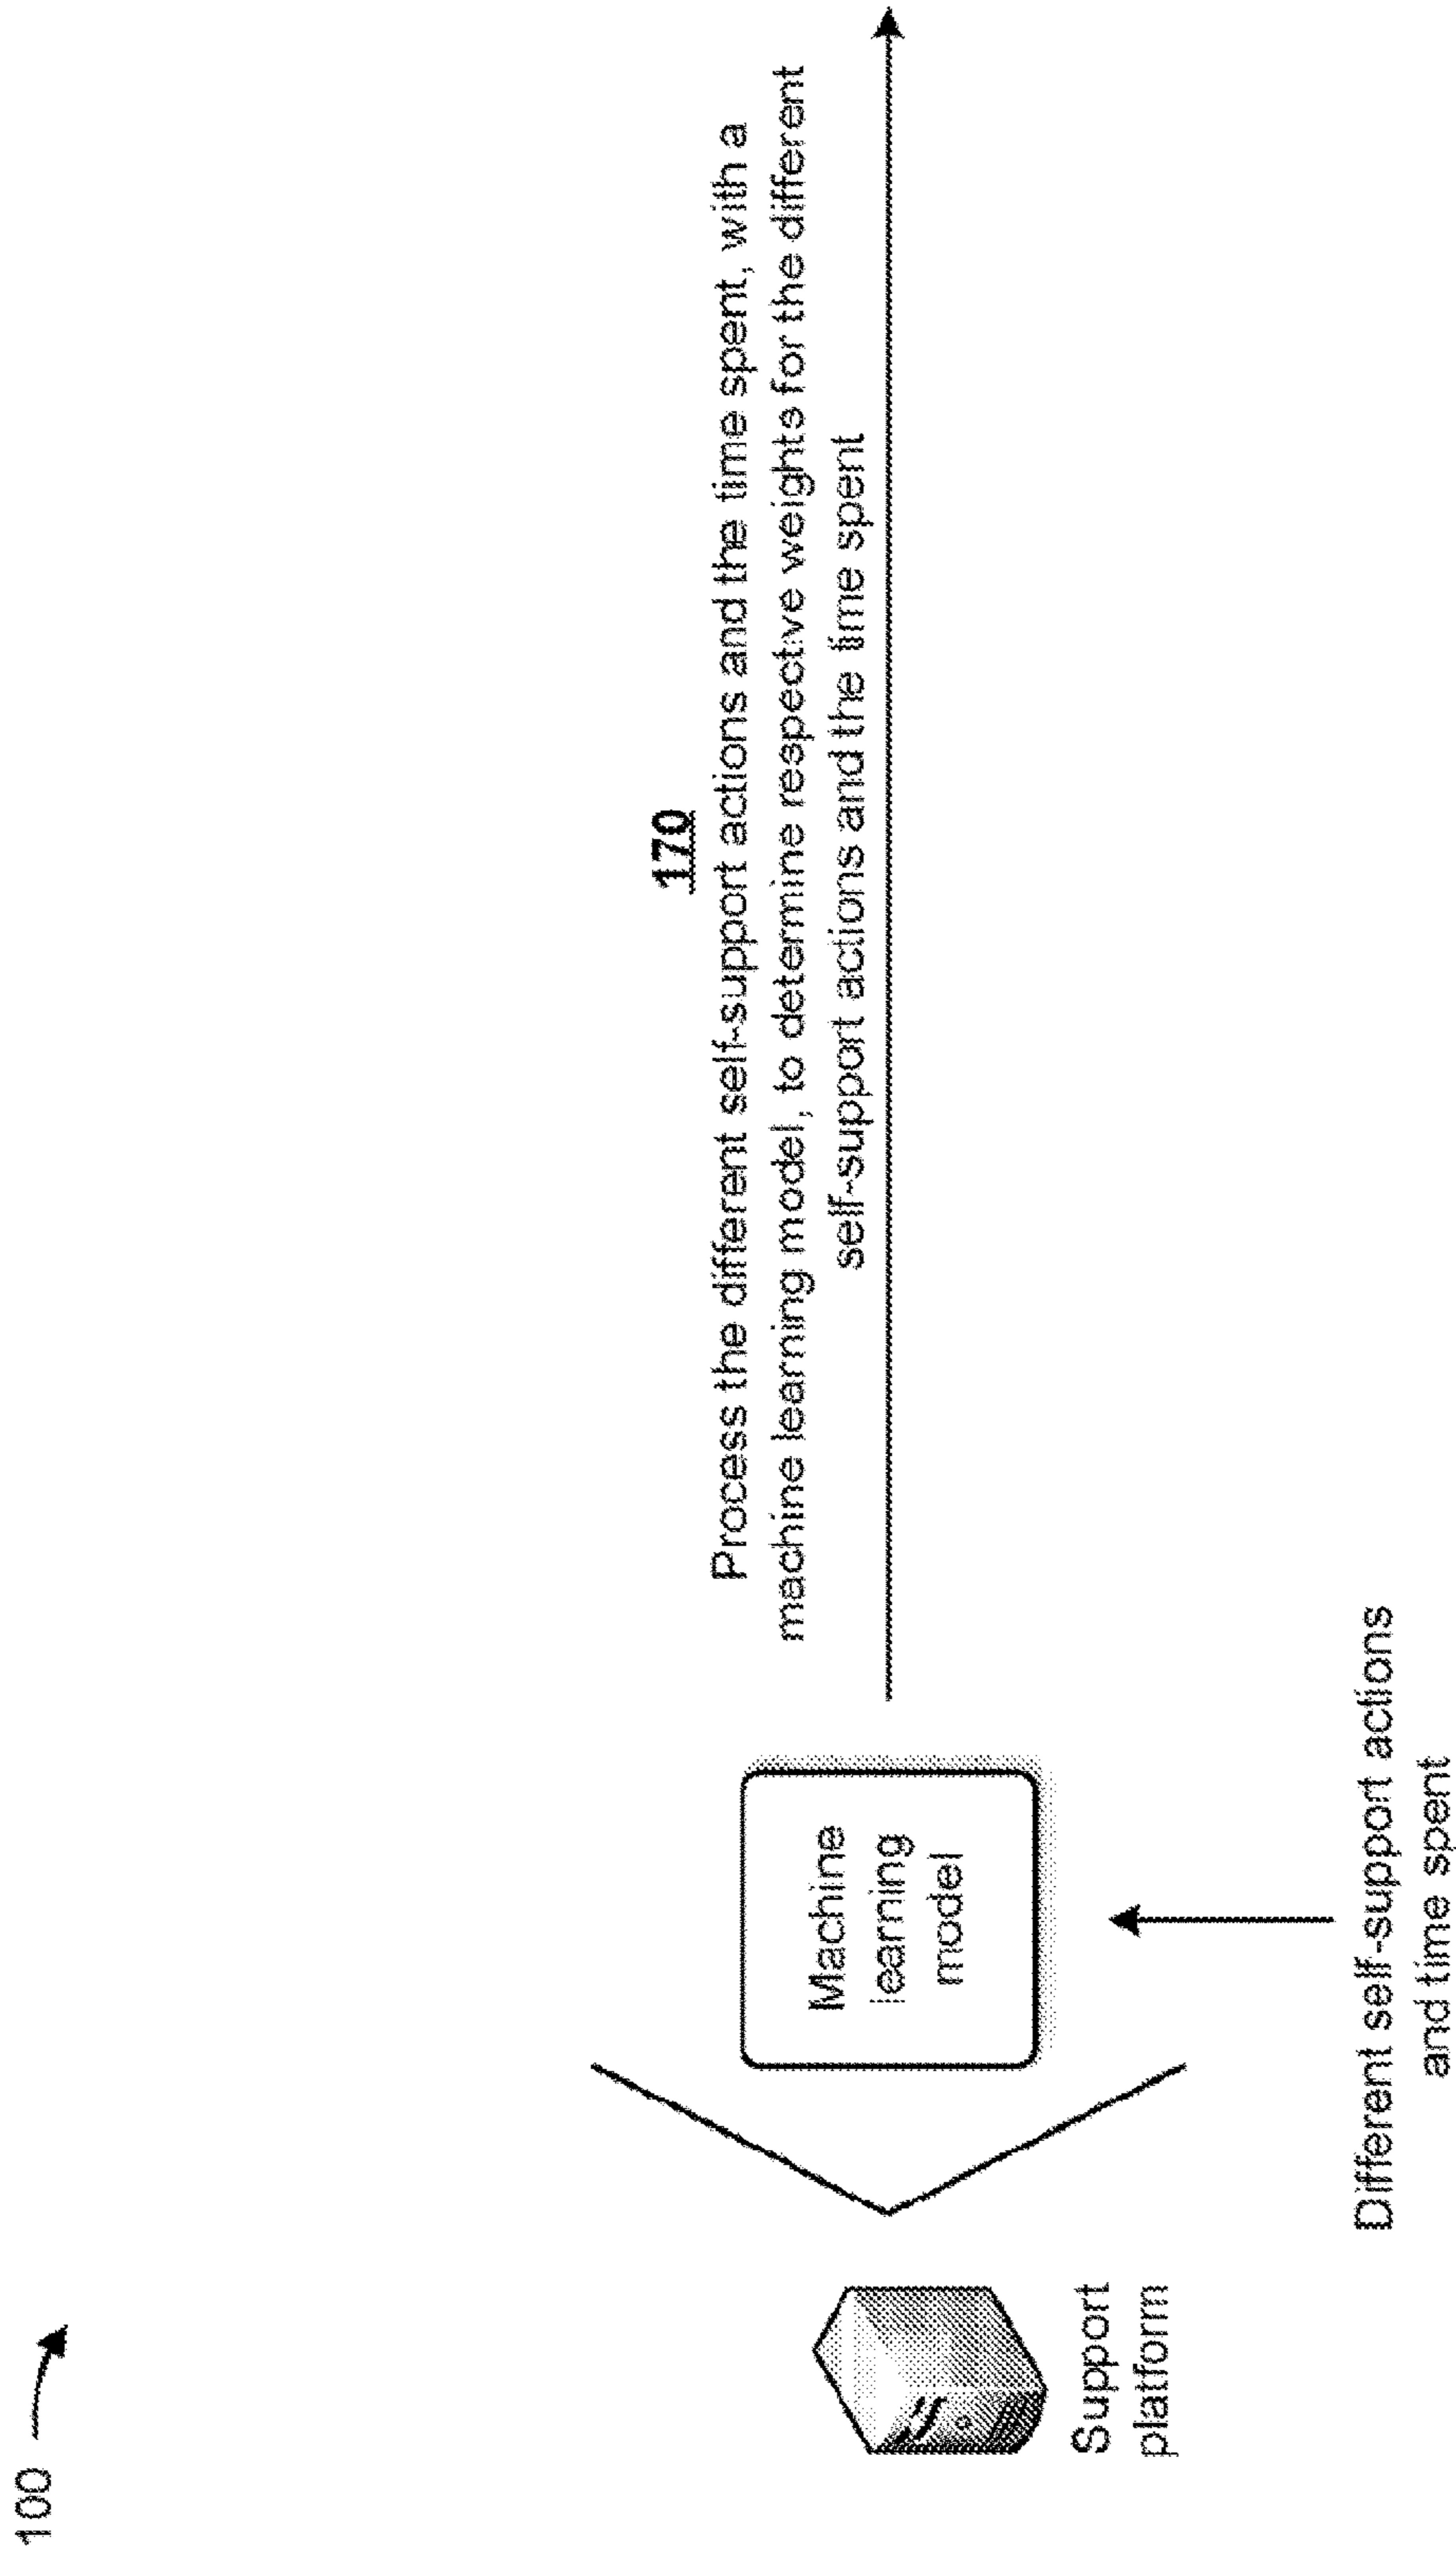 100
170
Process the different self-support actions and the time spent, with a
machine learning model, to determine respective weights for the different
self-support actions and the time spent
Machine
learning
model
Support
platform
Different self-support actions
and time spent